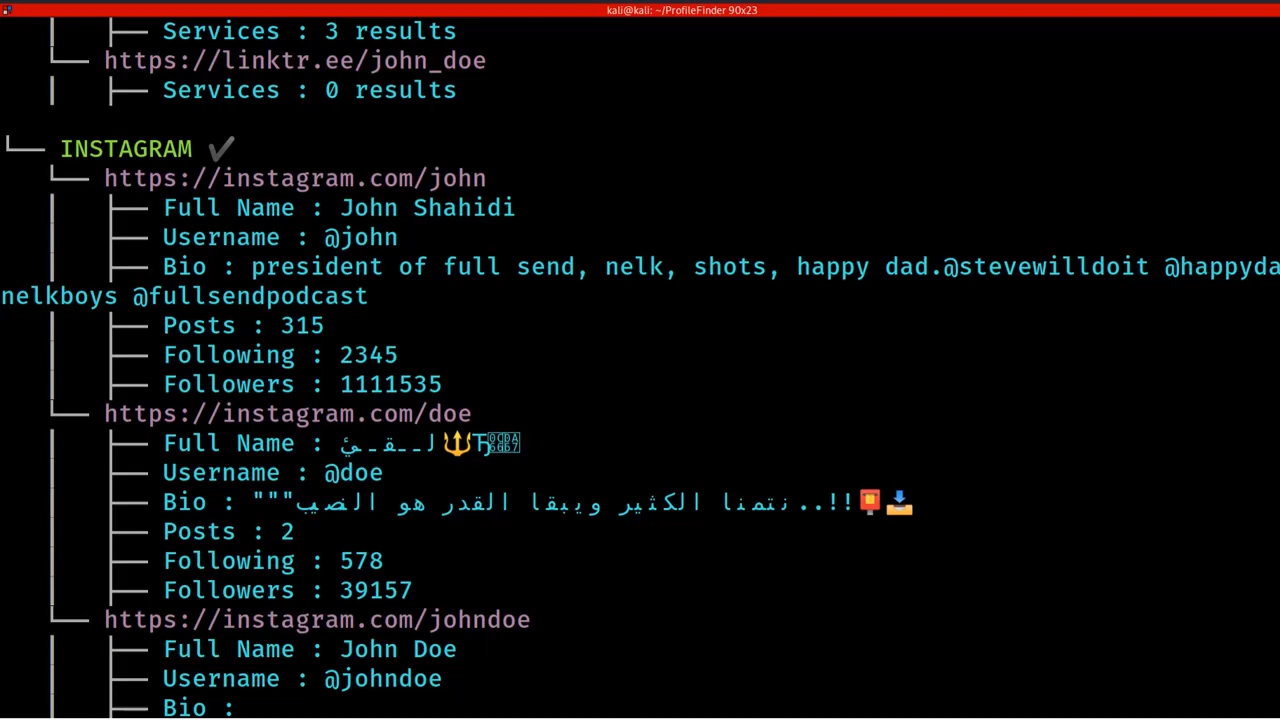 kali@kali: ~/ProfileFinder 90x23
Services : 3 results
https://linktr.ee/john_doe
Services : 0 results
INSTAGRAM ✔
https://instagram.com/john
Full Name : John Shahidi
Username : @john
Bio : president of full send, nelk, shots, happy dad.@stevewilldoit @happyda
nelkboys @fullsendpodcast
Posts : 315
Following : 2345
Followers : 1111535
https://instagram.com/doe
Full Name : لـــقــيۧ🔱Ђ
Username : @doe
Bio : """نتمنا الكثير ويبقا القدر هو النصيب..!!📮📥
Posts : 2
Following : 578
Followers : 39157
https://instagram.com/johndoe
Full Name : John Doe
Username : @johndoe
Bio :